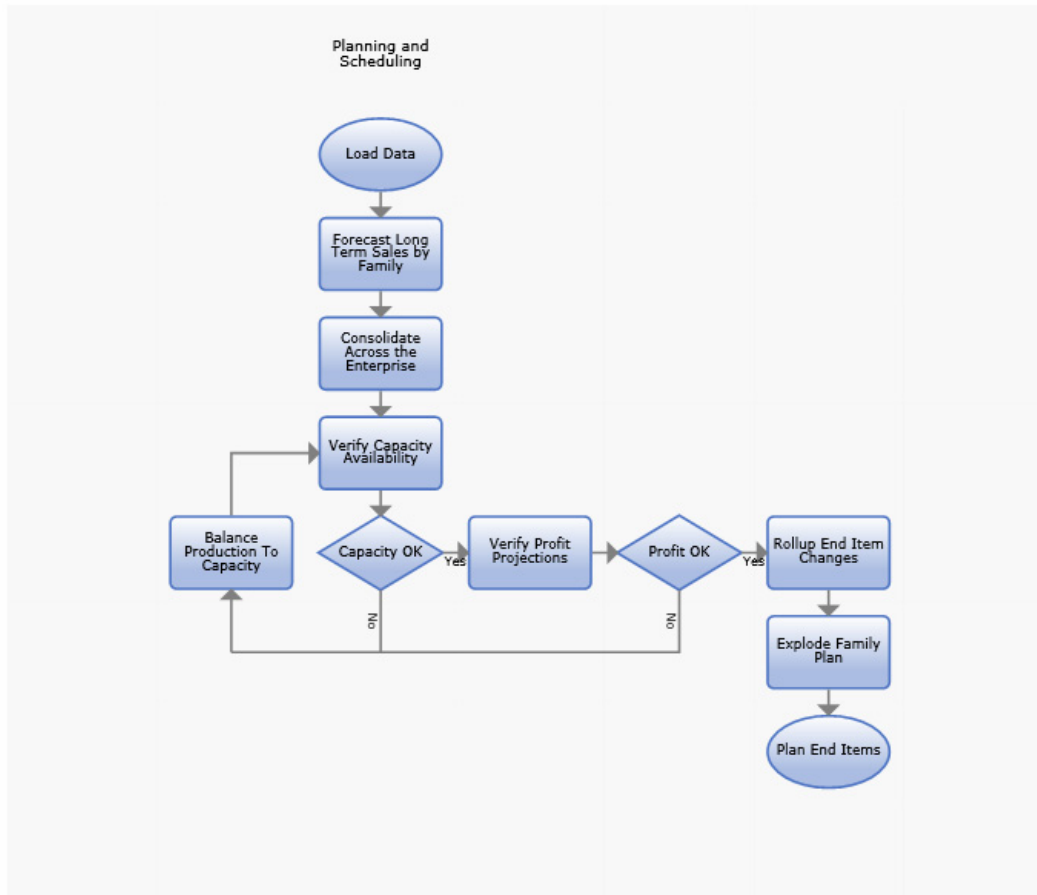 Planning and
Scheduling
Load Data
Forecast Long
Term Sales by
Family
Consolidate
Across the
Enterprise
Verify Capacity
Availability
Balance
Production To
Capacity
Capacity OK
Yes
Verify Profit
Projections
Profit OK
Yes
Rollup End Item
Changes
No
No
Explode Family
Plan
Plan End Items